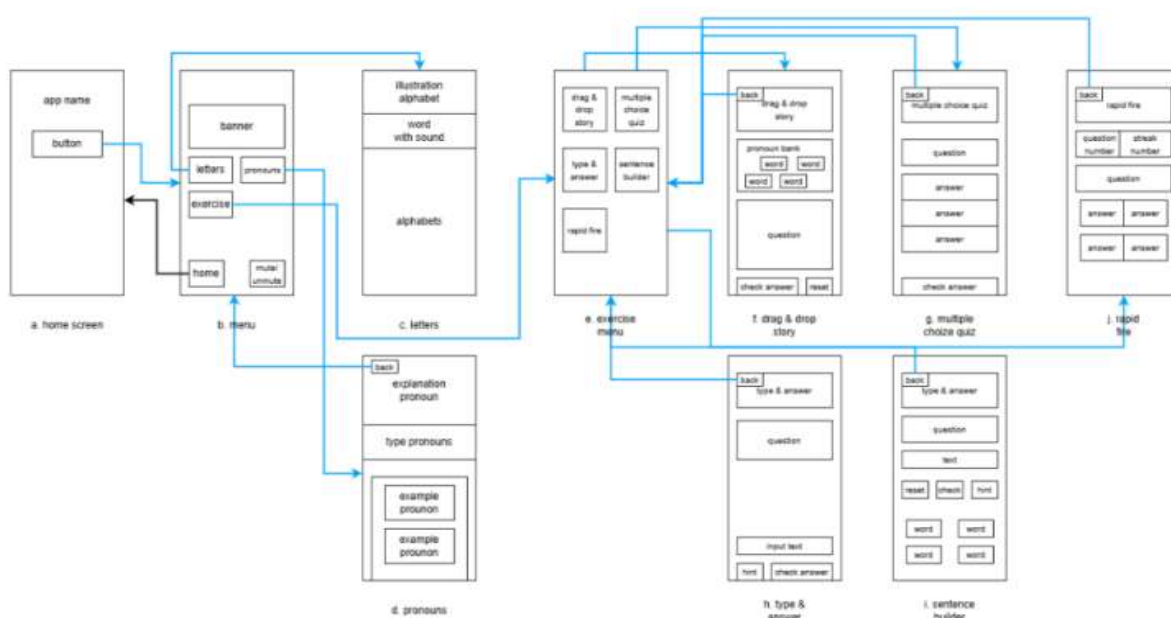 app name
button
a. home screen
banner
letters
pronouns
exercise
home
mute/
unmute
b. menu
illustration
alphabet
word
with sound
alphabets
c. letters
back
explanation
pronoun
type pronouns
example
prounon
example
prounon
d. pronouns
drag &
drop
story
multiple
choice
quiz
type &
answer
sentence
builder
rapid fire
e. exercise
menu
back
drag & drop
story
pronoun bank
word
word
word
word
question
check answer
reset
f. drag & drop
story
back
multiple choice quiz
question
answer
answer
answer
check answer
g. multiple
choize quiz
back
rapid fire
question
number
streak
number
question
answer
answer
answer
answer
j. rapid
fire
back
type & answer
question
input text
hint
check answer
h. type &
answer
back
type & answer
question
text
reset
check
hint
word
word
word
word
i. sentence
builder